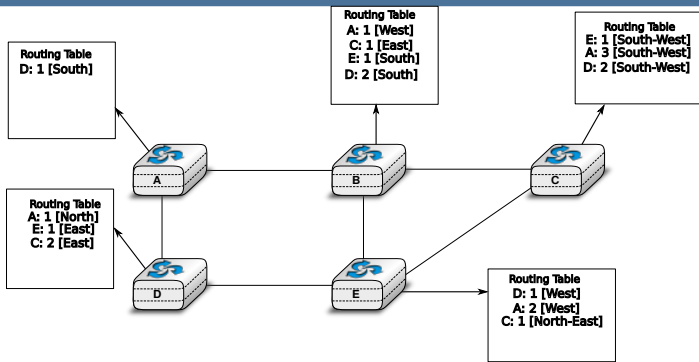 Routing Table
A: 1 [West]
C: 1 [East]
E: 1 [South]
D: 2 [South]
Routing Table
E: 1 [South-West]
A: 3 [South-West]
D: 2 [South-West]
Routing Table
D: 1 [South]
A
B
C
Routing Table
A: 1 [North]
E: 1 [East]
C: 2 [East]
D
E
Routing Table
D: 1 [West]
A: 2 [West]
C: 1 [North-East]